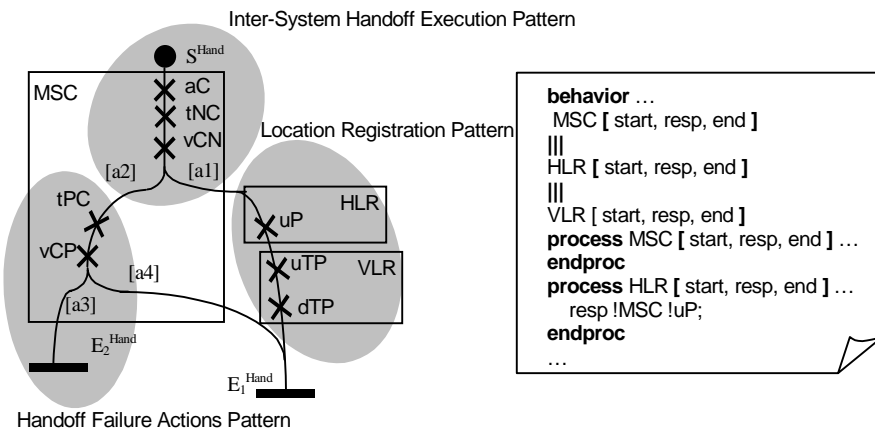 Inter-System Handoff Execution Pattern
S^Hand
MSC
aC
tNC
vCN
Location Registration Pattern
[a2]
[a1]
tPC
HLR
uP
vCP
[a4]
uTP
VLR
[a3]
dTP
E₂^Hand
E₁^Hand
Handoff Failure Actions Pattern
behavior …
MSC [ start, resp, end ]
|||
HLR [ start, resp, end ]
|||
VLR [ start, resp, end ]
process MSC [ start, resp, end ] …
endproc
process HLR [ start, resp, end ] …
resp !MSC !uP;
endproc
…